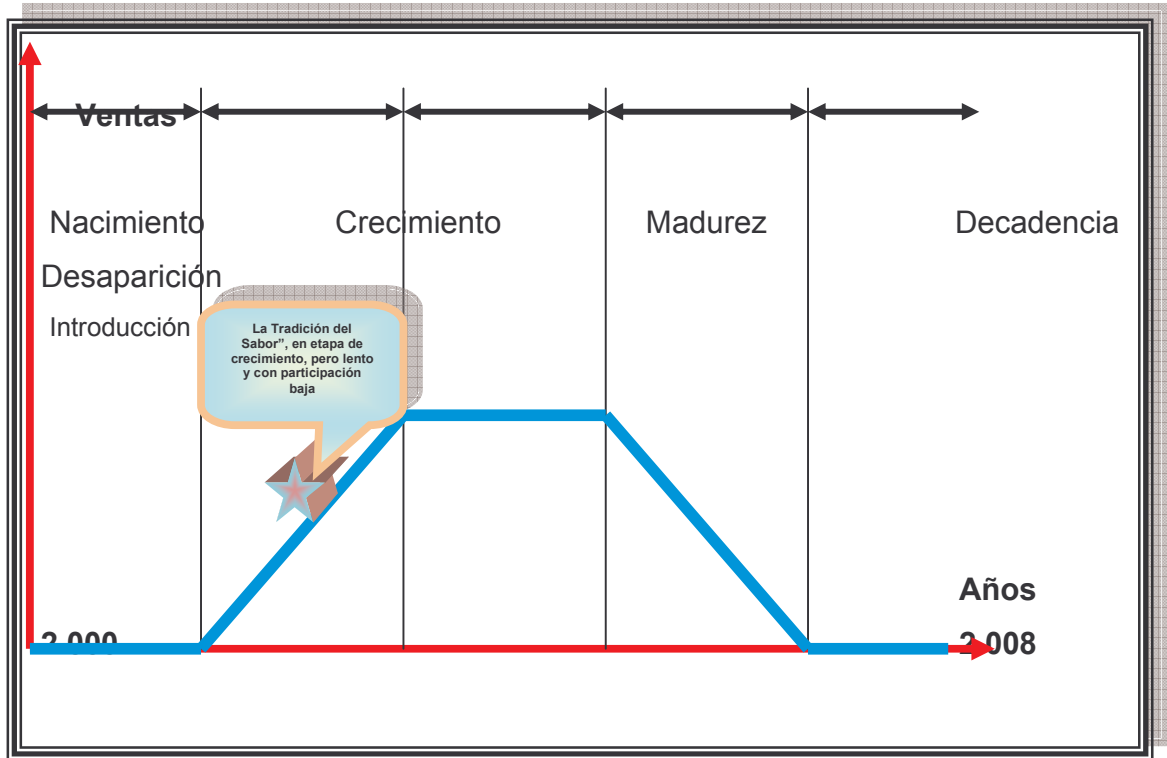 Ventas
Nacimiento Crecimiento Madurez Decadencia
Desaparición
Introducción
La Tradición del
Sabor”, en etapa de
crecimiento, pero lento
y con participación
baja
Años
2.000 2.008